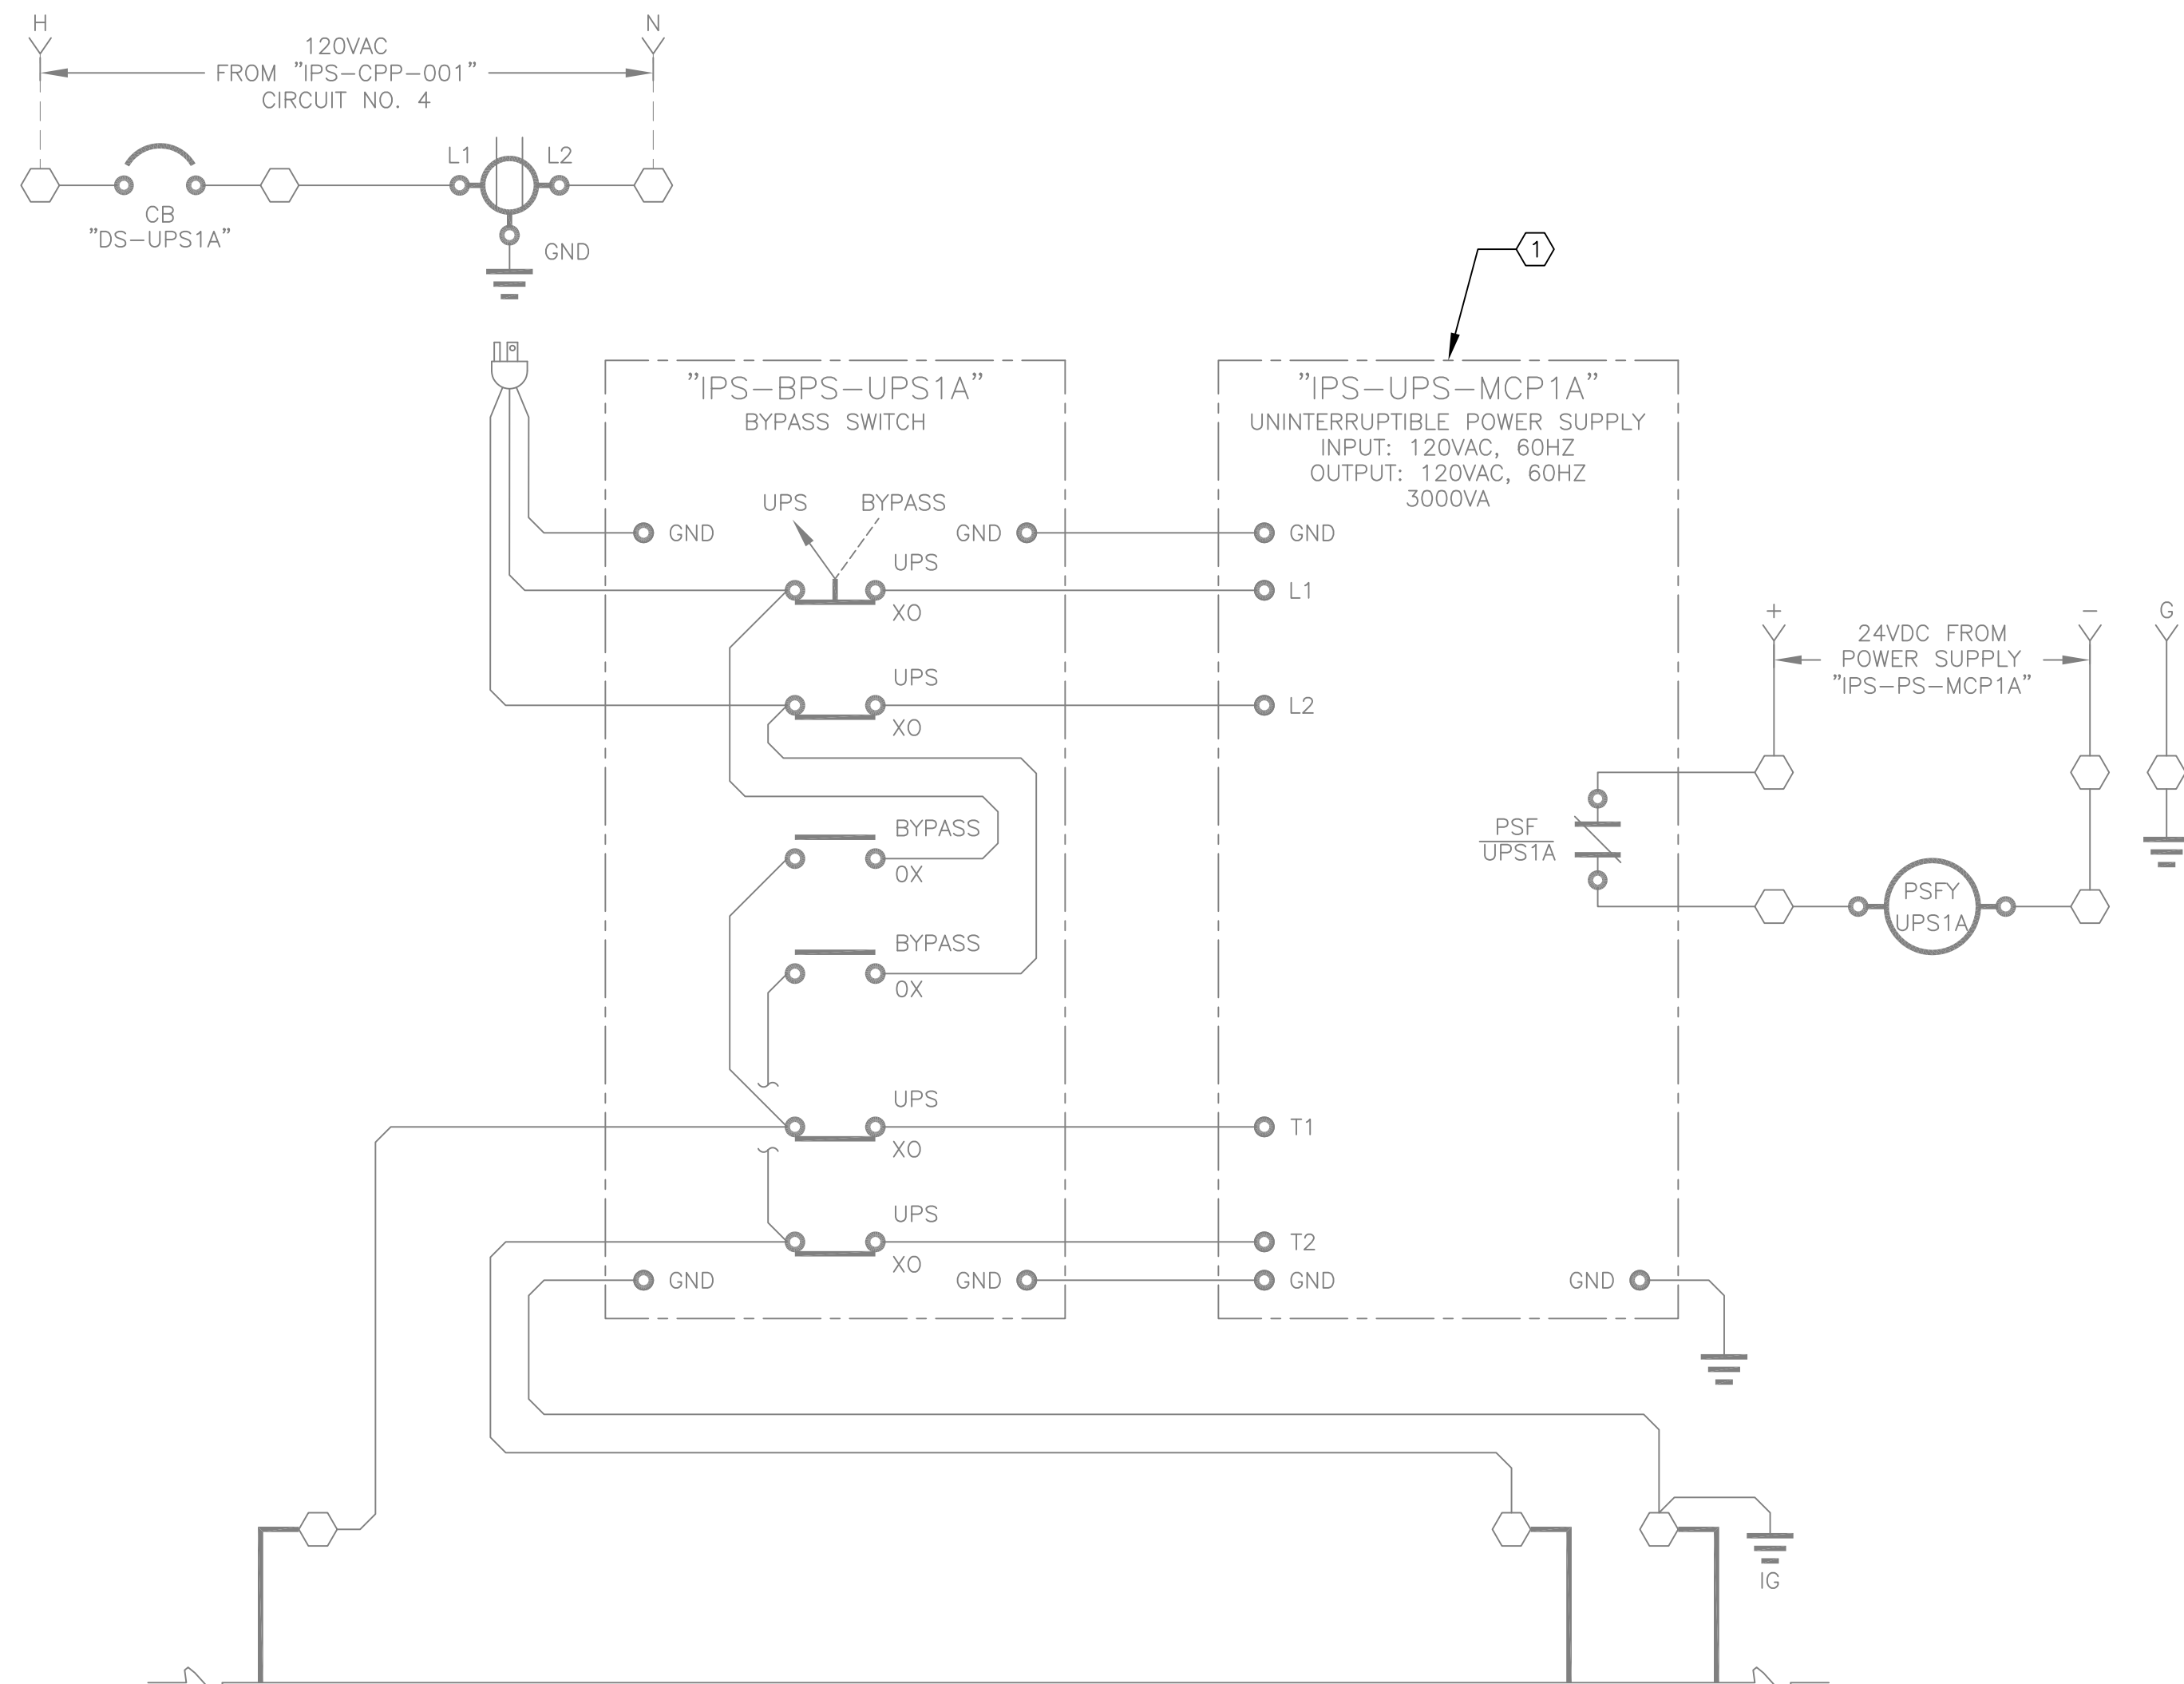 H
N
120VAC
FROM "IPS-CPP-001"
CIRCUIT NO. 4
L1
L2
CB
"DS-UPS1A"
GND
1
"IPS-BPS-UPS1A"
BYPASS SWITCH
"IPS-UPS-MCP1A"
UNINTERRUPTIBLE POWER SUPPLY
INPUT: 120VAC, 60HZ
OUTPUT: 120VAC, 60HZ
3000VA
UPS
BYPASS
GND
GND
GND
UPS
XO
L1
UPS
XO
L2
+
-
G
24VDC FROM
POWER SUPPLY
"IPS-PS-MCP1A"
BYPASS
OX
PSF
UPS1A
PSFY
UPS1A
BYPASS
OX
UPS
XO
T1
UPS
XO
T2
GND
GND
GND
GND
IG